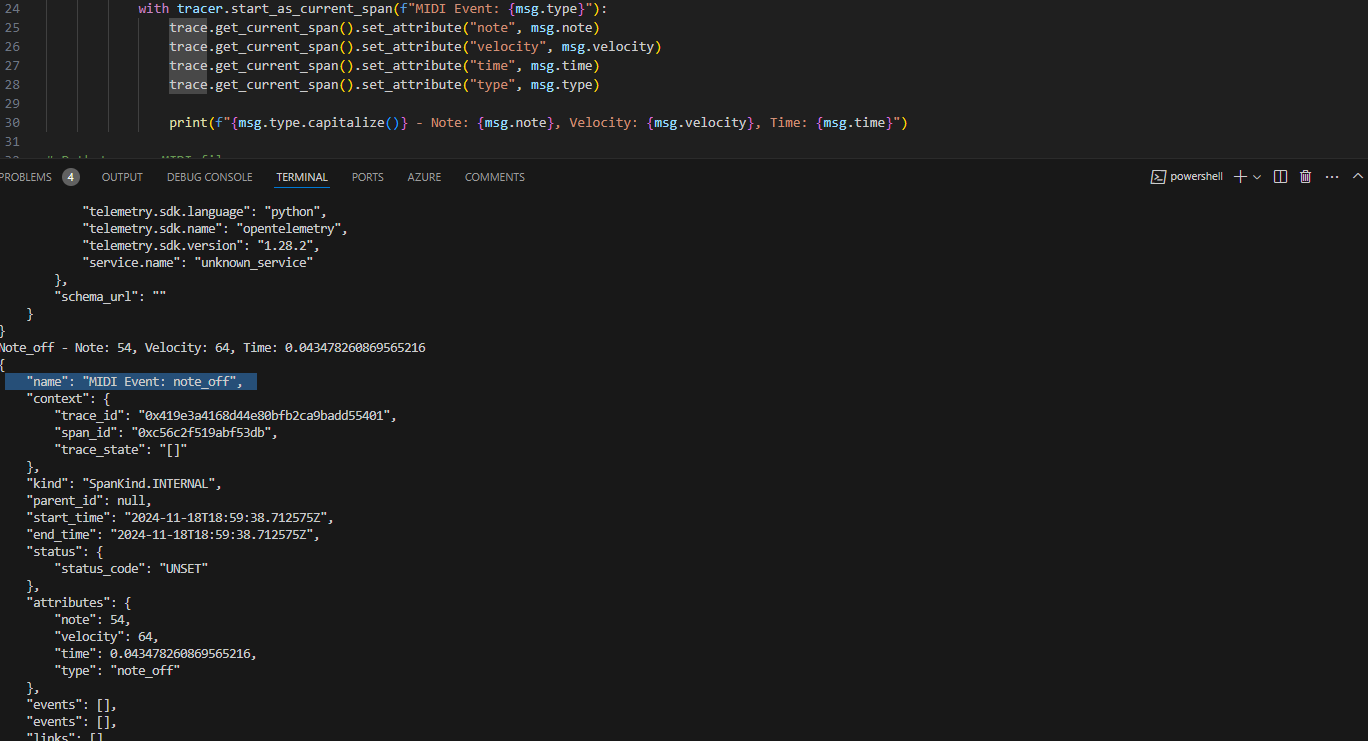 24 with tracer.start_as_current_span(f"MIDI Event: {msg.type}"):
25 trace.get_current_span().set_attribute("note", msg.note)
26 trace.get_current_span().set_attribute("velocity", msg.velocity)
27 trace.get_current_span().set_attribute("time", msg.time)
28 trace.get_current_span().set_attribute("type", msg.type)
29
30 print(f"{msg.type.capitalize()} - Note: {msg.note}, Velocity: {msg.velocity}, Time: {msg.time}")
31
PROBLEMS 4 OUTPUT DEBUG CONSOLE TERMINAL PORTS AZURE COMMENTS powershell
"telemetry.sdk.language": "python",
"telemetry.sdk.name": "opentelemetry",
"telemetry.sdk.version": "1.28.2",
"service.name": "unknown_service"
},
"schema_url": ""
}
}
Note_off - Note: 54, Velocity: 64, Time: 0.043478260869565216
{
"name": "MIDI Event: note_off",
"context": {
"trace_id": "0x419e3a4168d44e80bfb2ca9badd55401",
"span_id": "0xc56c2f519abf53db",
"trace_state": "[]"
},
"kind": "SpanKind.INTERNAL",
"parent_id": null,
"start_time": "2024-11-18T18:59:38.712575Z",
"end_time": "2024-11-18T18:59:38.712575Z",
"status": {
"status_code": "UNSET"
},
"attributes": {
"note": 54,
"velocity": 64,
"time": 0.043478260869565216,
"type": "note_off"
},
"events": [],
"events": [],
"links": []